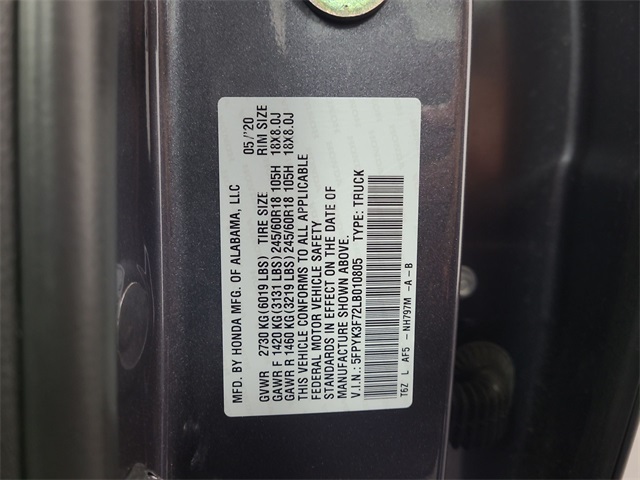 MFD. BY HONDA MFG. OF ALABAMA, LLC 05/'20
GVWR 2730 KG (6019 LBS) TIRE SIZE RIM SIZE
GAWR F 1420 KG (3131 LBS) 245/60R18 105H 18X8.0J
GAWR R 1460 KG (3219 LBS) 245/60R18 105H 18X8.0J
THIS VEHICLE CONFORMS TO ALL APPLICABLE
FEDERAL MOTOR VEHICLE SAFETY
STANDARDS IN EFFECT ON THE DATE OF
MANUFACTURE SHOWN ABOVE.
V.I.N.: 5FPYK3F72LB010805 TYPE: TRUCK
T6Z L AF5 - NH797M -A - B